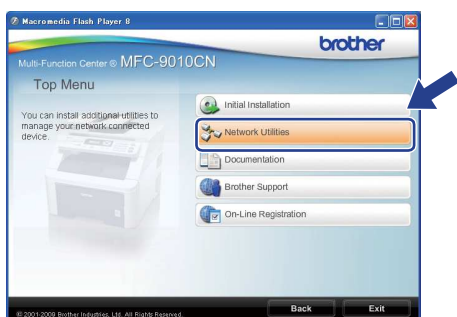 Macromedia Flash Player 8
brother
Multi-Function Center ® MFC-9010CN
Top Menu
You can install additional utilities to
manage your network connected
device.
Initial Installation
Network Utilities
Documentation
Brother Support
On-Line Registration
© 2001-2009 Brother Industries, Ltd. All Rights Reserved.
Back
Exit